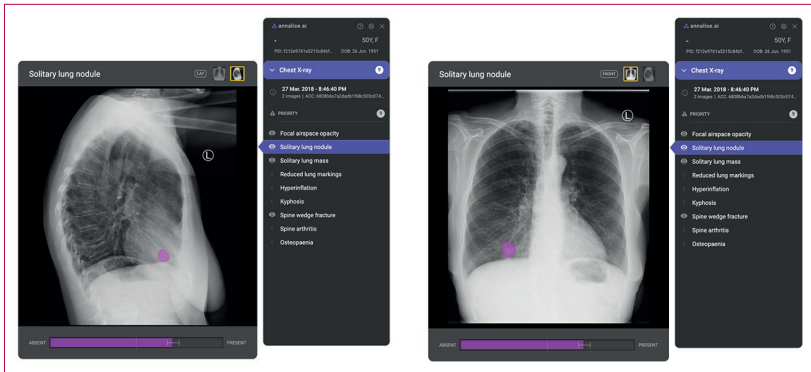 annalise.ai
-
50Y, F
DOB: 26 Jun. 1951
Solitary lung nodule
LAT
Chest X-ray
9
27 Mar. 2018 - 8:46:40 PM
PRIORITY
9
L
Focal airspace opacity
Solitary lung nodule
Solitary lung mass
Reduced lung markings
Hyperinflation
Kyphosis
Spine wedge fracture
Spine arthritis
Osteopaenia
ABSENT
PRESENT
annalise.ai
-
50Y, F
DOB: 26 Jun. 1951
Solitary lung nodule
FRONT
Chest X-ray
9
27 Mar. 2018 - 8:46:40 PM
PRIORITY
9
L
Focal airspace opacity
Solitary lung nodule
Solitary lung mass
Reduced lung markings
Hyperinflation
Kyphosis
Spine wedge fracture
Spine arthritis
Osteopaenia
ABSENT
PRESENT